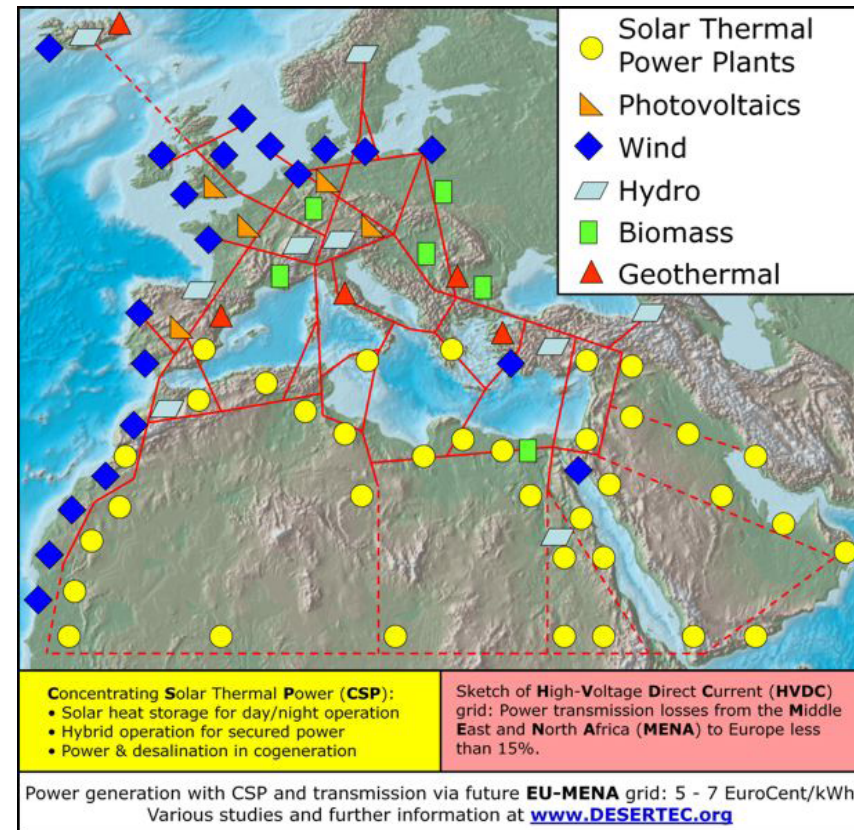 Solar Thermal
Power Plants
Photovoltaics
Wind
Hydro
Biomass
Geothermal
Concentrating Solar Thermal Power (CSP):
• Solar heat storage for day/night operation
• Hybrid operation for secured power
• Power & desalination in cogeneration
Sketch of High-Voltage Direct Current (HVDC)
grid: Power transmission losses from the Middle
East and North Africa (MENA) to Europe less
than 15%.
Power generation with CSP and transmission via future EU-MENA grid: 5 - 7 EuroCent/kWh
Various studies and further information at www.DESERTEC.org